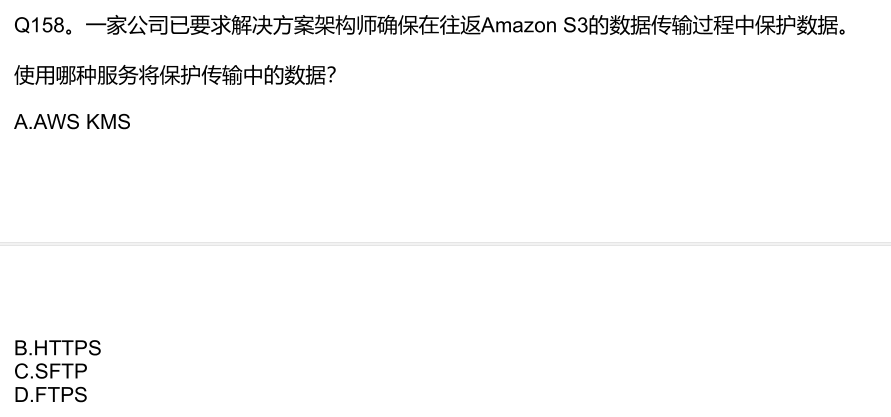 Q158。一家公司已要求解决方案架构师确保在往返Amazon S3的数据传输过程中保护数据。
使用哪种服务将保护传输中的数据?
A.AWS KMS
B.HTTPS
C.SFTP
D.FTPS